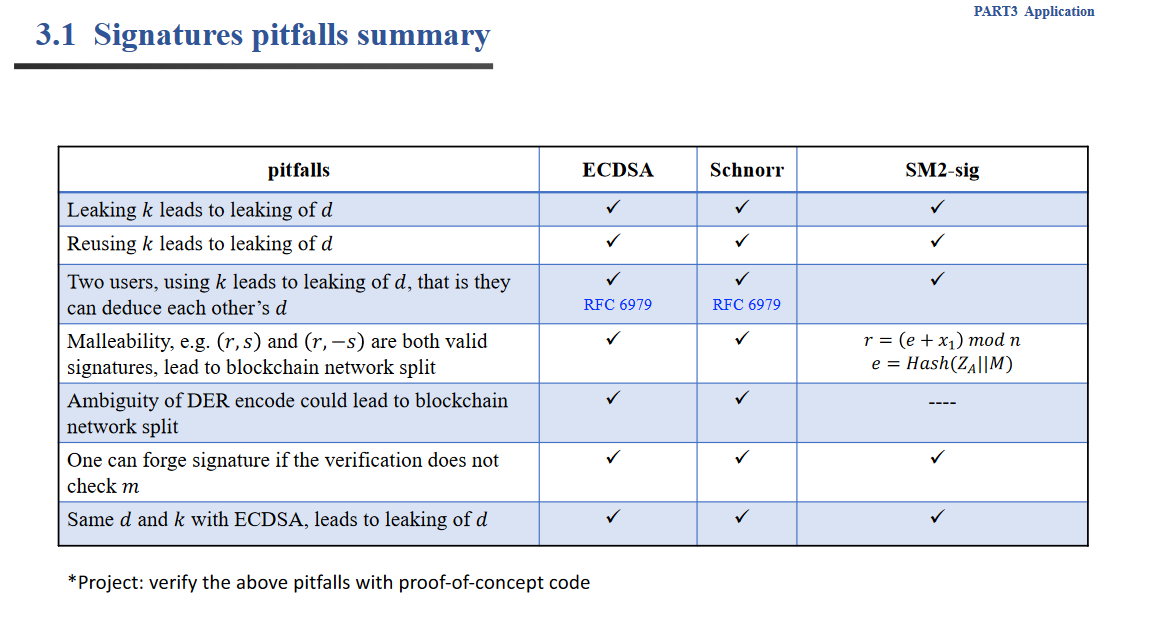 PART3 Application
3.1 Signatures pitfalls summary
pitfalls ECDSA Schnorr SM2-sig
Leaking k leads to leaking of d ✓ ✓ ✓
Reusing k leads to leaking of d ✓ ✓ ✓
Two users, using k leads to leaking of d, that is they ✓ ✓ ✓
can deduce each other's d RFC 6979 RFC 6979
Malleability, e.g. (r, s) and (r, −s) are both valid ✓ ✓ r = (e + x₁) mod n
signatures, lead to blockchain network split e = Hash(Z_A||M)
Ambiguity of DER encode could lead to blockchain ✓ ✓ ----
network split
One can forge signature if the verification does not ✓ ✓ ✓
check m
Same d and k with ECDSA, leads to leaking of d ✓ ✓ ✓
*Project: verify the above pitfalls with proof-of-concept code